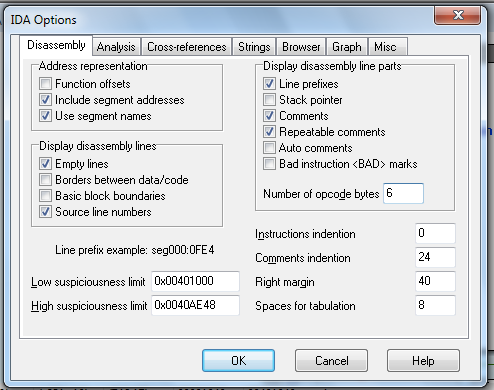 IDA Options
Disassembly Analysis Cross-references Strings Browser Graph Misc
Address representation
Function offsets
Include segment addresses
Use segment names
Display disassembly lines
Empty lines
Borders between data/code
Basic block boundaries
Source line numbers
Line prefix example: seg000:0FE4
Low suspiciousness limit 0x00401000
High suspiciousness limit 0x0040AE48
Display disassembly line parts
Line prefixes
Stack pointer
Comments
Repeatable comments
Auto comments
Bad instruction <BAD> marks
Number of opcode bytes 6
Instructions indention 0
Comments indention 24
Right margin 40
Spaces for tabulation 8
OK Cancel Help